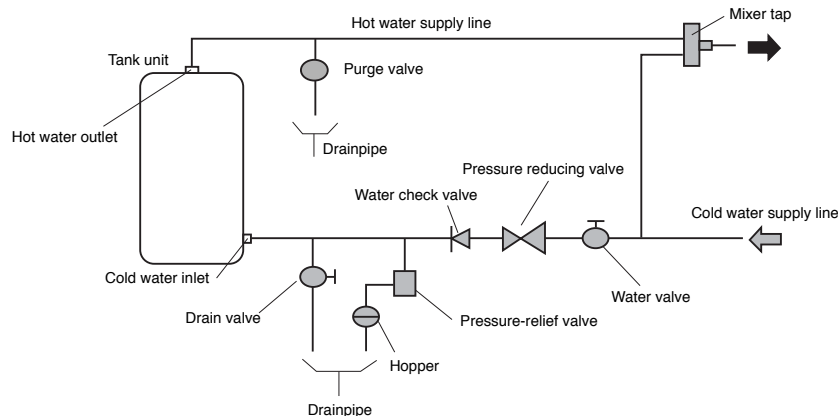 Mixer tap
Hot water supply line
Tank unit
Purge valve
Hot water outlet
Drainpipe
Pressure reducing valve
Water check valve
Cold water supply line
Cold water inlet
Water valve
Drain valve
Pressure-relief valve
Hopper
Drainpipe